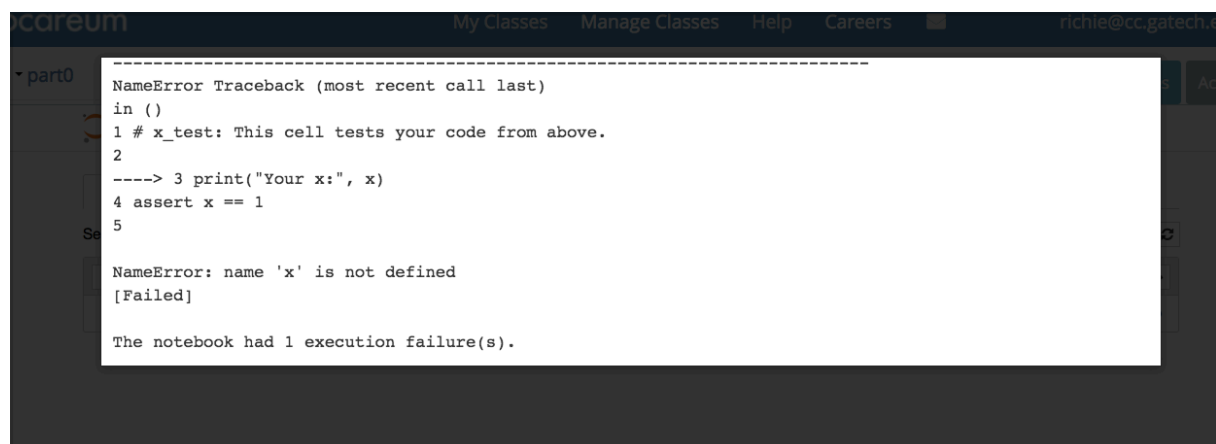 ocareum My Classes Manage Classes Help Careers richie@cc.gatech.e
part0
--------------------------------------------------------------------------------
NameError Traceback (most recent call last)
in ()
1 # x_test: This cell tests your code from above.
2
----> 3 print("Your x:", x)
4 assert x == 1
5
NameError: name 'x' is not defined
[Failed]
The notebook had 1 execution failure(s).